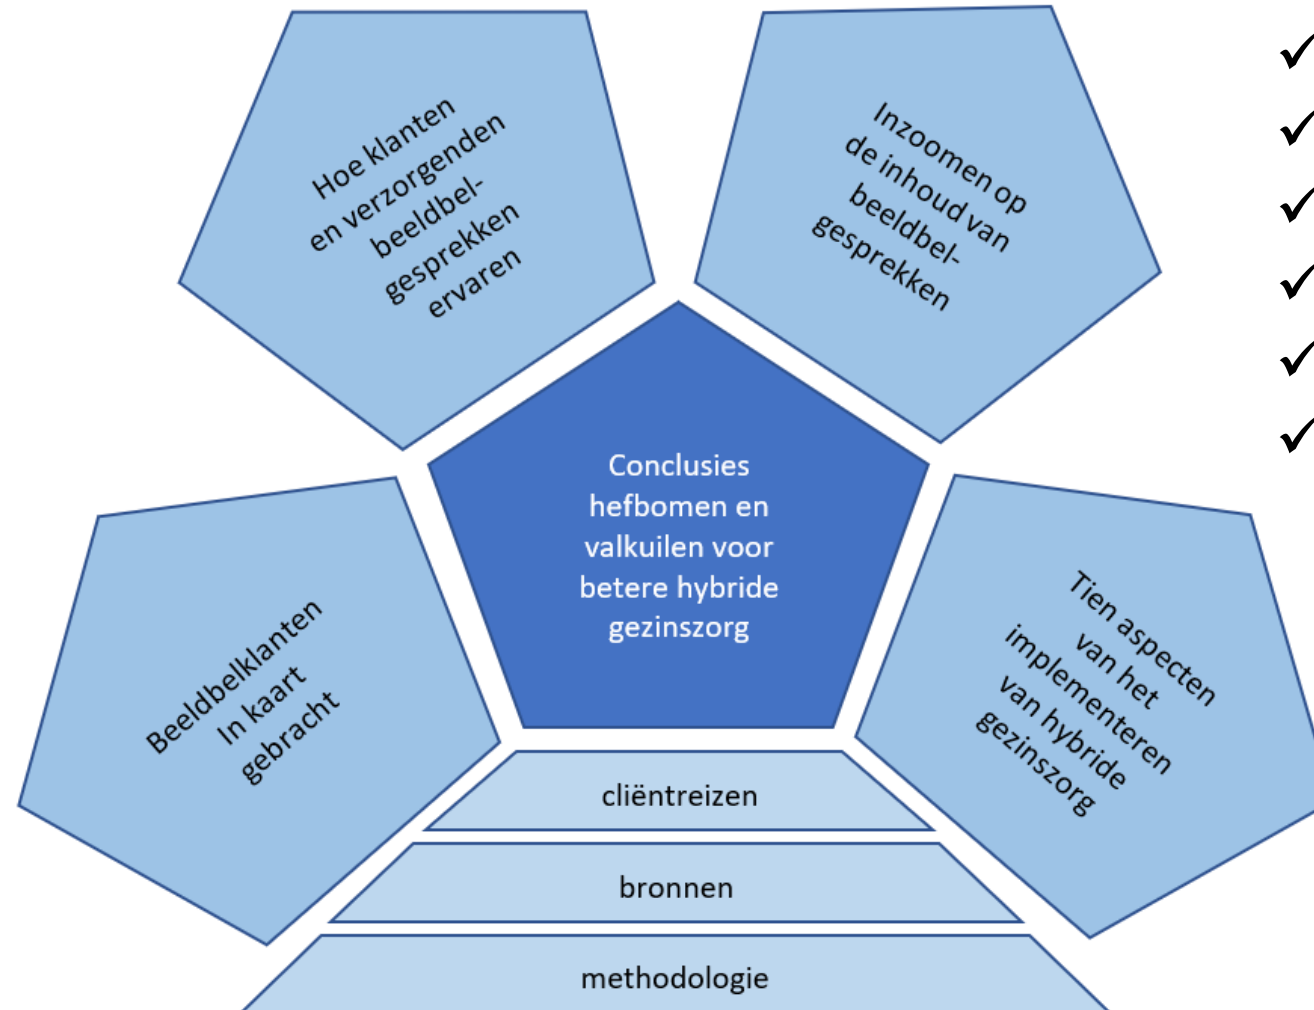 Hoe klanten
en verzorgenden
beeldbel-
gesprekken
ervaren
Inzoomen op
de inhoud van
beeldbel-
gesprekken
Conclusies
hefbomen en
valkuilen voor
betere hybride
gezinszorg
Beeldbelklanten
In kaart
gebracht
Tien aspecten
van het
implementeren
van hybride
gezinszorg
cliëntreizen
bronnen
methodologie